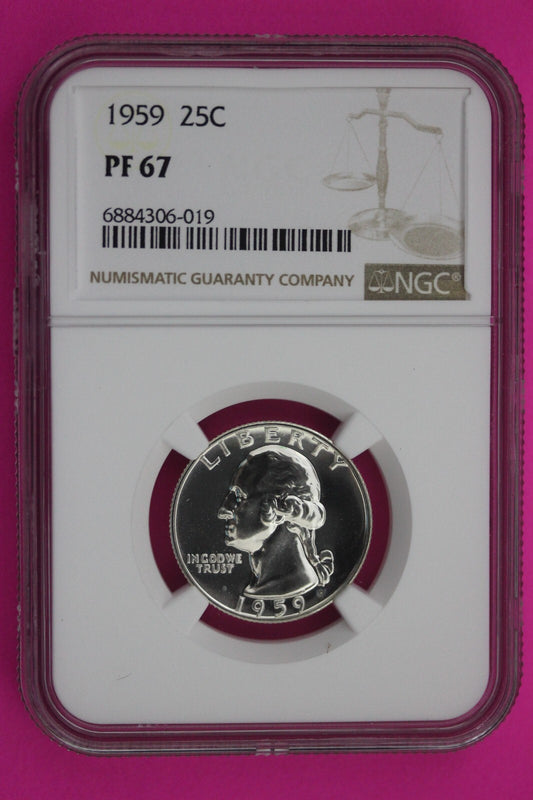 1959 25C
PF 67
6884306-019
NUMISMATIC GUARANTY COMPANY
NGC®
LIBERTY
IN GOD WE
TRUST
1959